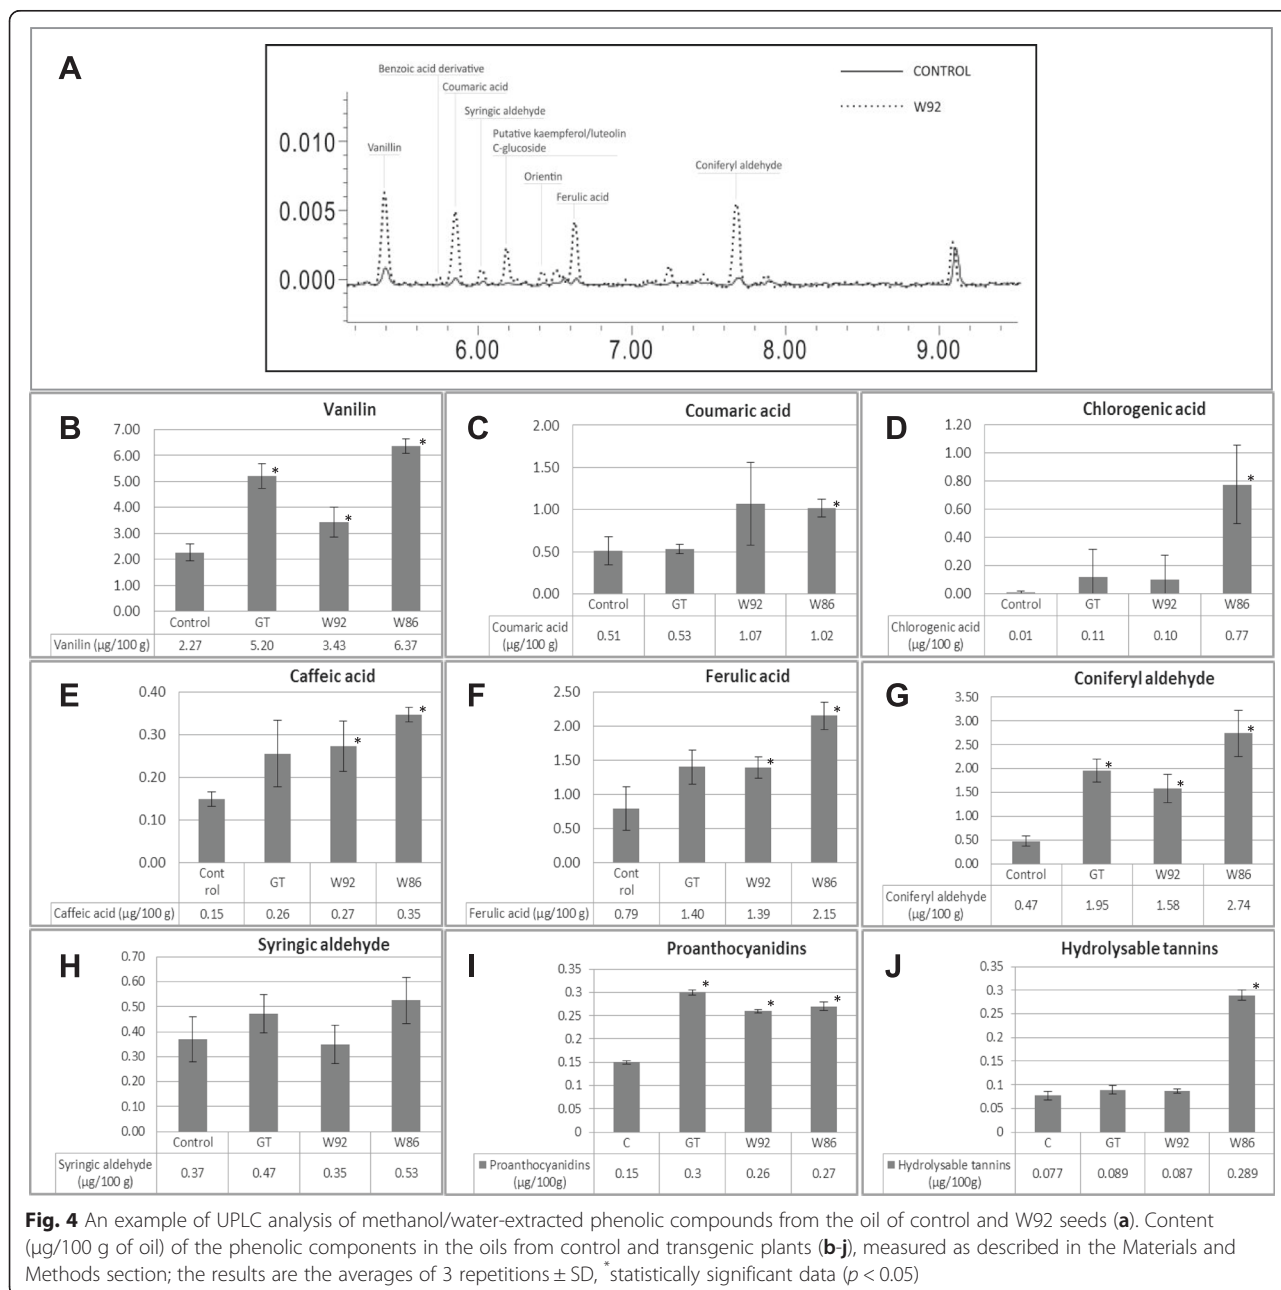 A
Benzoic acid derivative
Coumaric acid
Syringic aldehyde
Putative kaempferol/luteolin
C-glucoside
Vanillin
Orientin
Ferulic acid
Coniferyl aldehyde
CONTROL
W92
0.010
0.005
0.000
6.00 7.00 8.00 9.00
B
Vanilin
7.00
6.00
5.00
4.00
3.00
2.00
1.00
0.00
* * *
Control GT W92 W86
Vanilin (µg/100 g) 2.27 5.20 3.43 6.37
C
Coumaric acid
2.00
1.50
1.00
0.50
0.00
*
Control GT W92 W86
Coumaric acid
(µg/100 g) 0.51 0.53 1.07 1.02
D
Chlorogenic acid
1.20
1.00
0.80
0.60
0.40
0.20
0.00
*
Control GT W92 W86
Chlorogenic acid
(µg/100 g) 0.01 0.11 0.10 0.77
E
Caffeic acid
0.40
0.30
0.20
0.10
0.00
* *
Cont
rol GT W92 W86
Caffeic acid (µg/100 g) 0.15 0.26 0.27 0.35
F
Ferulic acid
2.50
2.00
1.50
1.00
0.50
0.00
* *
Cont
rol GT W92 W86
Ferulic acid (µg/100 g) 0.79 1.40 1.39 2.15
G
Coniferyl aldehyde
3.50
3.00
2.50
2.00
1.50
1.00
0.50
0.00
* * *
Control GT W92 W86
Coniferyl aldehyde
(µg/100 g) 0.47 1.95 1.58 2.74
H
Syringic aldehyde
0.70
0.60
0.50
0.40
0.30
0.20
0.10
0.00
Control GT W92 W86
Syringic aldehyde
(µg/100 g) 0.37 0.47 0.35 0.53
I
Proanthocyanidins
0.35
0.3
0.25
0.2
0.15
0.1
0.05
0
* * *
C GT W92 W86
Proanthocyanidins
(µg/100g) 0.15 0.3 0.26 0.27
J
Hydrolysable tannins
0.35
0.3
0.25
0.2
0.15
0.1
0.05
0
*
C GT W92 W86
Hydrolysable tannins
(µg/100g) 0.077 0.089 0.087 0.289
Fig. 4 An example of UPLC analysis of methanol/water-extracted phenolic compounds from the oil of control and W92 seeds (a). Content
(µg/100 g of oil) of the phenolic components in the oils from control and transgenic plants (b-j), measured as described in the Materials and
Methods section; the results are the averages of 3 repetitions ± SD, *statistically significant data (p < 0.05)